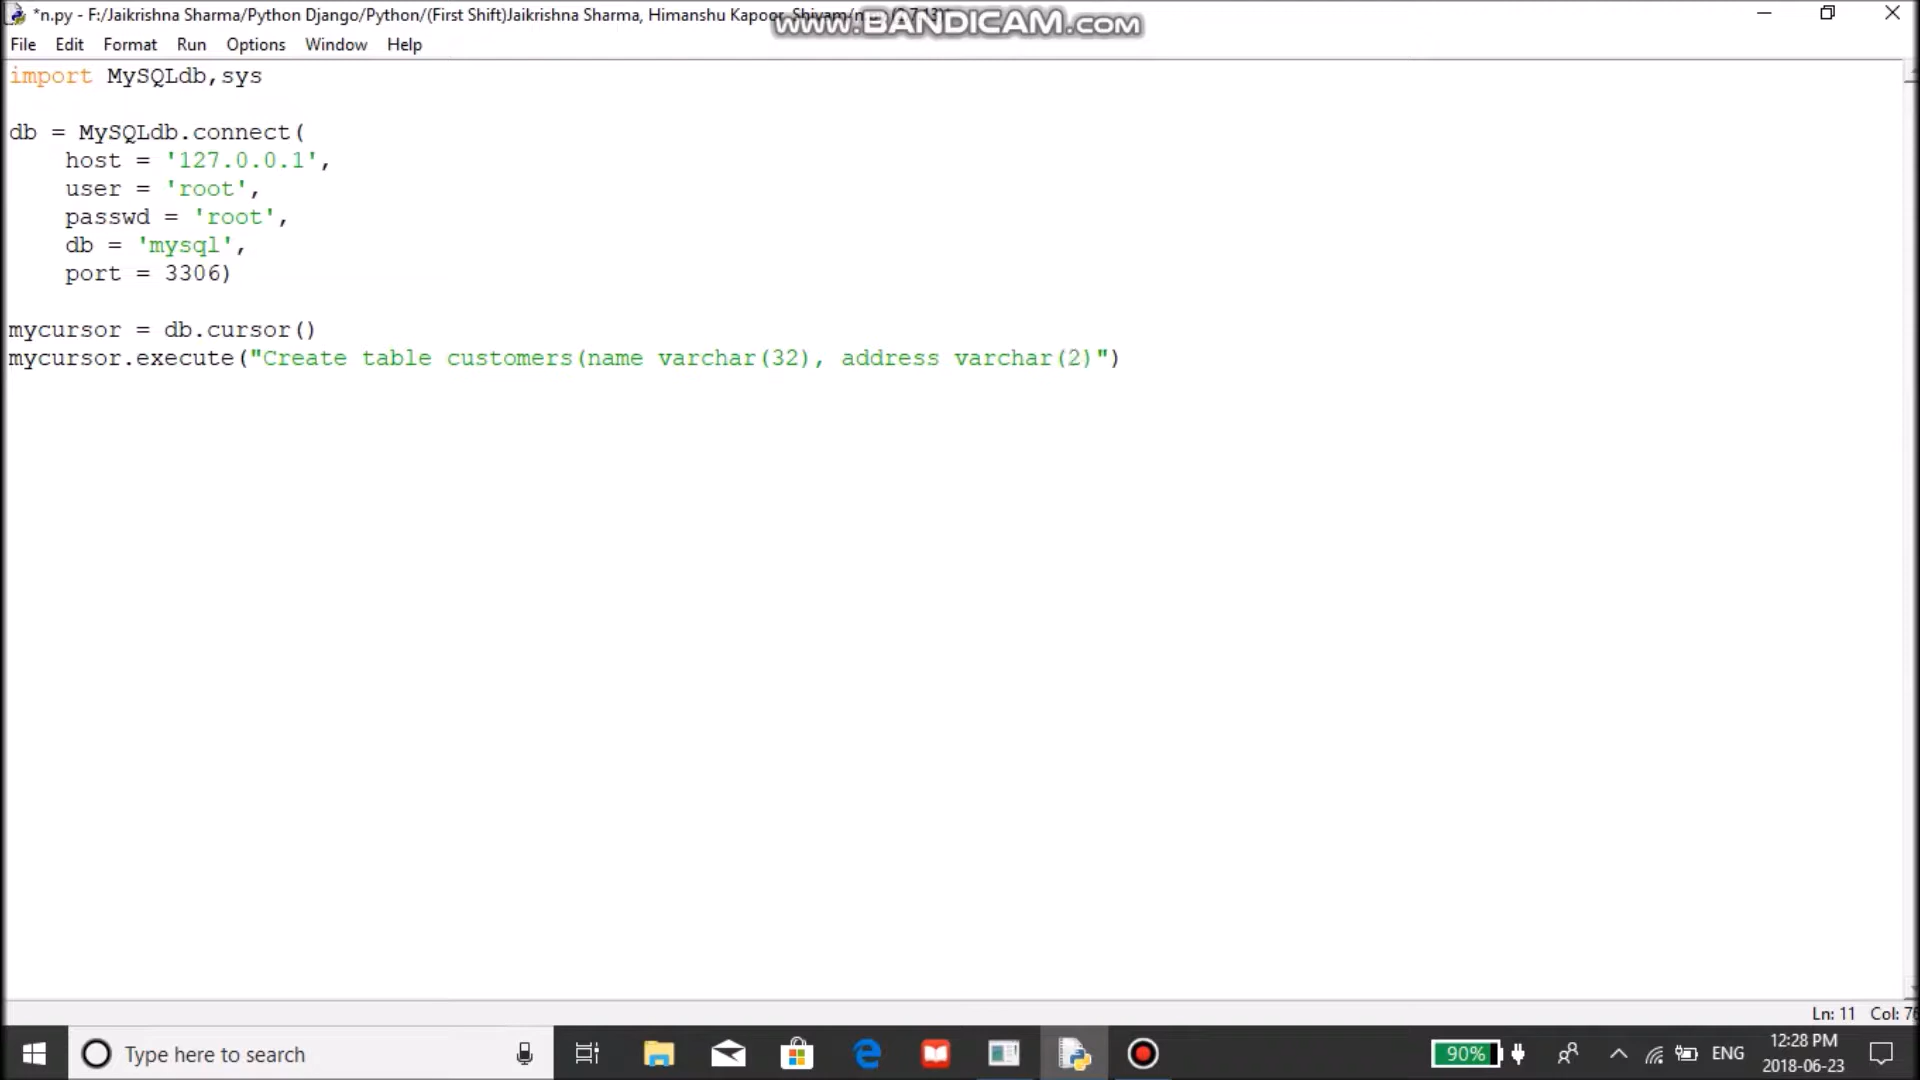 *n.py - F:/Jaikrishna Sharma/Python Django/Python/(First Shift)Jaikrishna Sharma, Himanshu Kapoor, Shivam/
www.BANDICAM.com
File Edit Format Run Options Window Help
import MySQLdb,sys
db = MySQLdb.connect(
    host = '127.0.0.1',
    user = 'root',
    passwd = 'root',
    db = 'mysql',
    port = 3306)
mycursor = db.cursor()
mycursor.execute("Create table customers(name varchar(32), address varchar(2)")
Ln: 11 Col: 76
Type here to search
90%
ENG
12:28 PM
2018-06-23